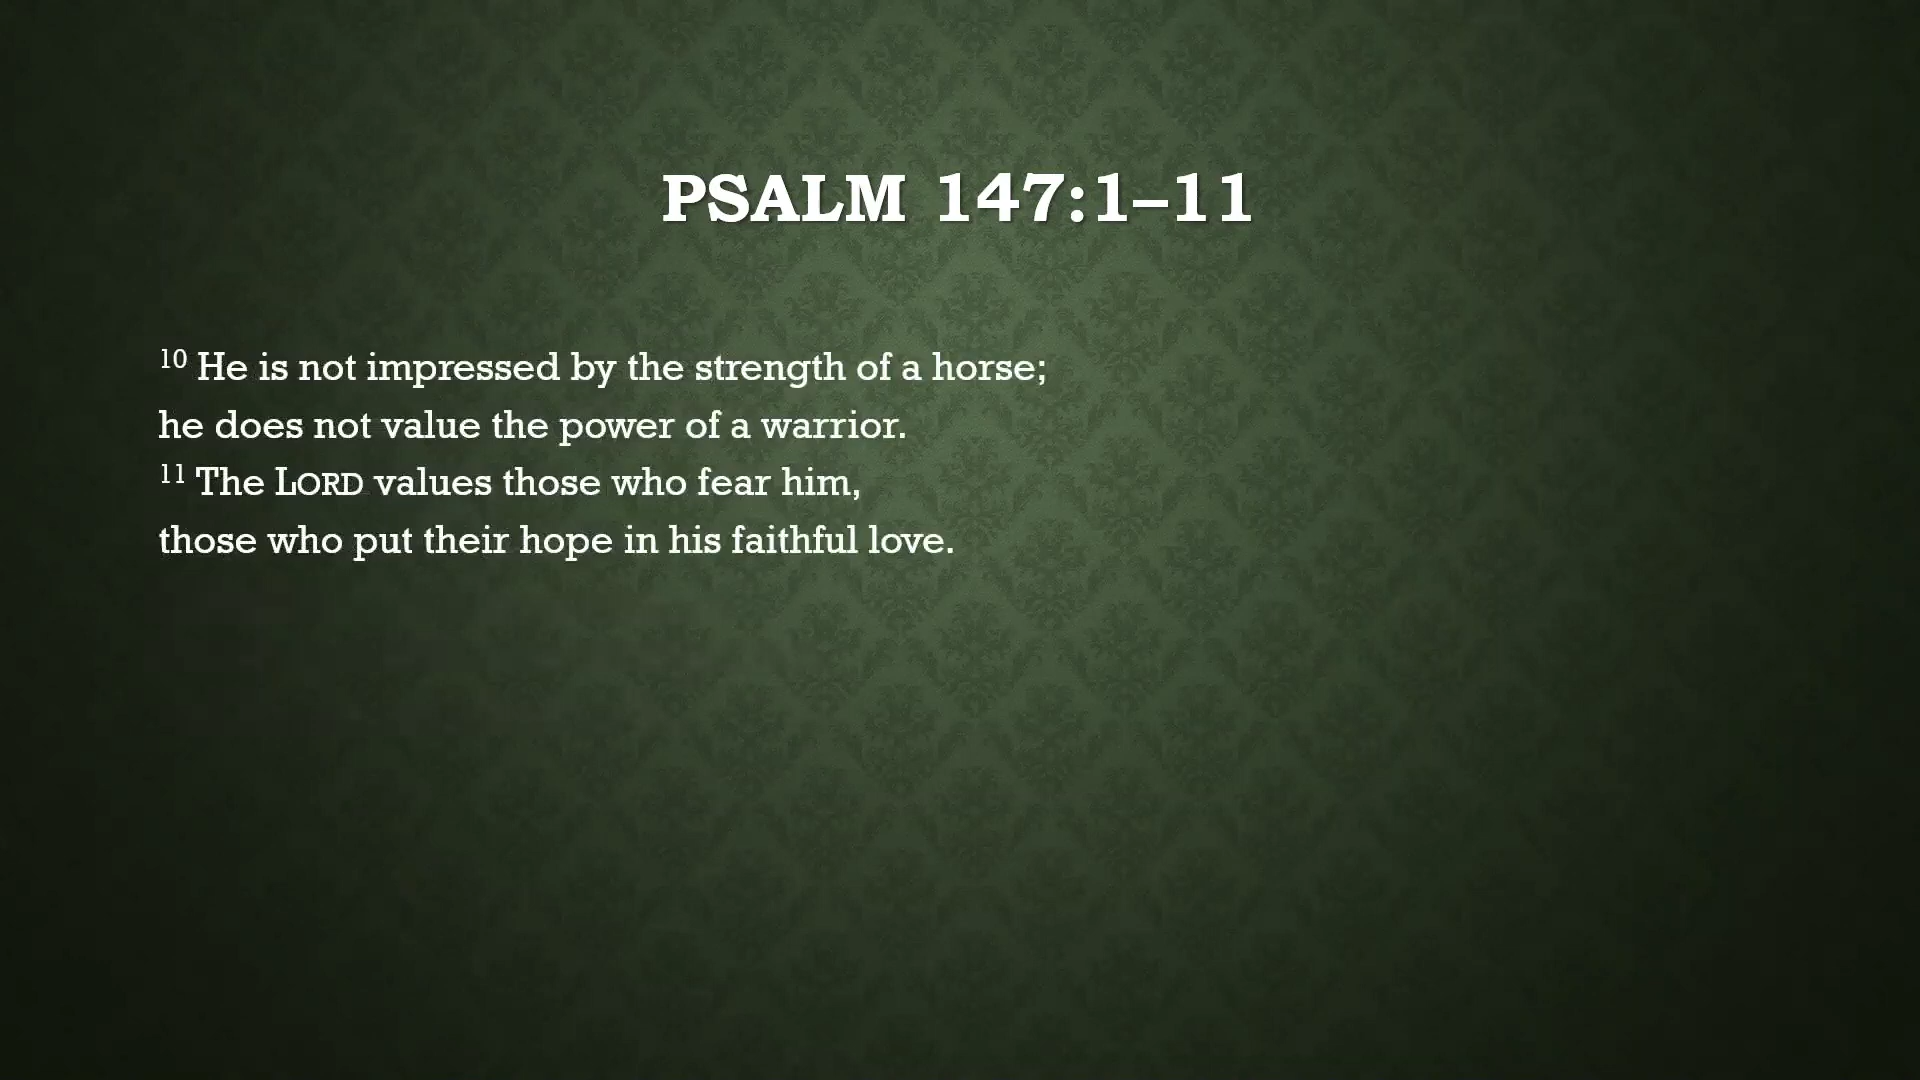 PSALM 147:1–11
10 He is not impressed by the strength of a horse;
he does not value the power of a warrior.
11 The LORD values those who fear him,
those who put their hope in his faithful love.